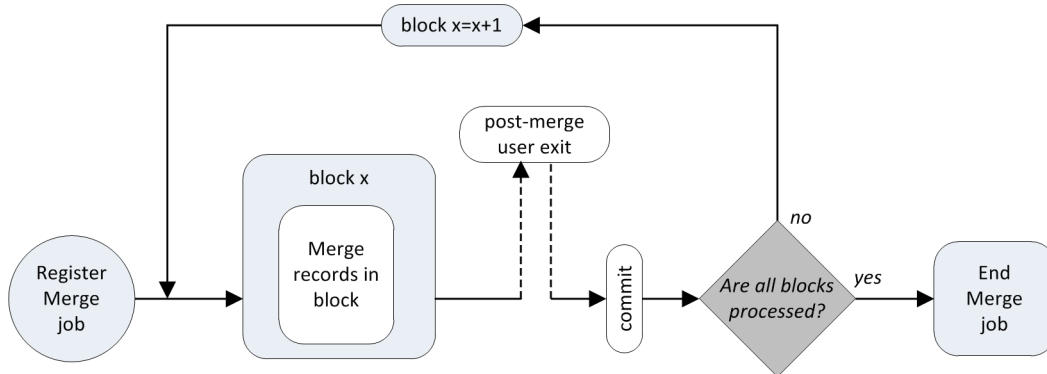 block x=x+1
post-merge
user exit
block x
Merge
records in
block
Register
Merge
job
commit
no
Are all blocks
processed?
yes
End
Merge
job